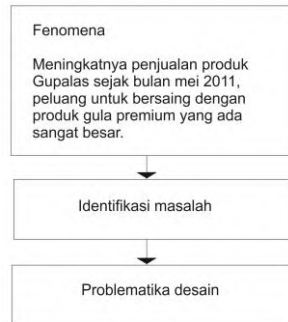 Fenomena
Meningkatnya penjualan produk
Gupalas sejak bulan mei 2011,
peluang untuk bersaing dengan
produk gula premium yang ada
sangat besar.
Identifikasi masalah
Problematika desain